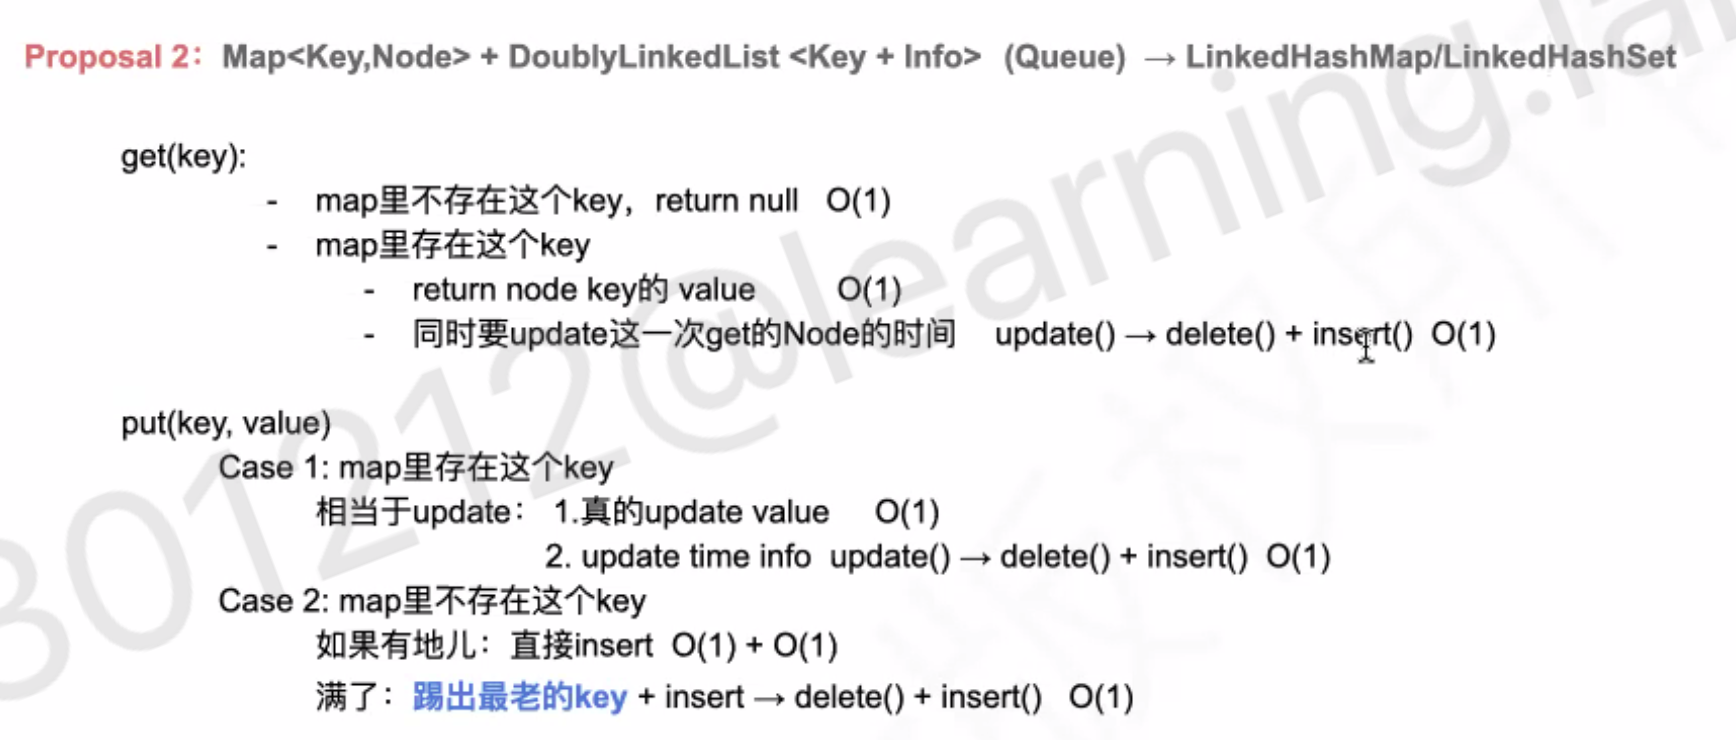 Proposal 2: Map<Key,Node> + DoublyLinkedList <Key + Info> (Queue) → LinkedHashMap/LinkedHashSet
get(key):
- map里不存在这个key，return null O(1)
- map里存在这个key
- return node key的 value O(1)
- 同时要update这一次get的Node的时间 update() → delete() + insert() O(1)
put(key, value)
Case 1: map里存在这个key
相当于update： 1.真的update value O(1)
2. update time info update() → delete() + insert() O(1)
Case 2: map里不存在这个key
如果有地儿：直接insert O(1) + O(1)
满了：踢出最老的key + insert → delete() + insert() O(1)
301212@learning.la